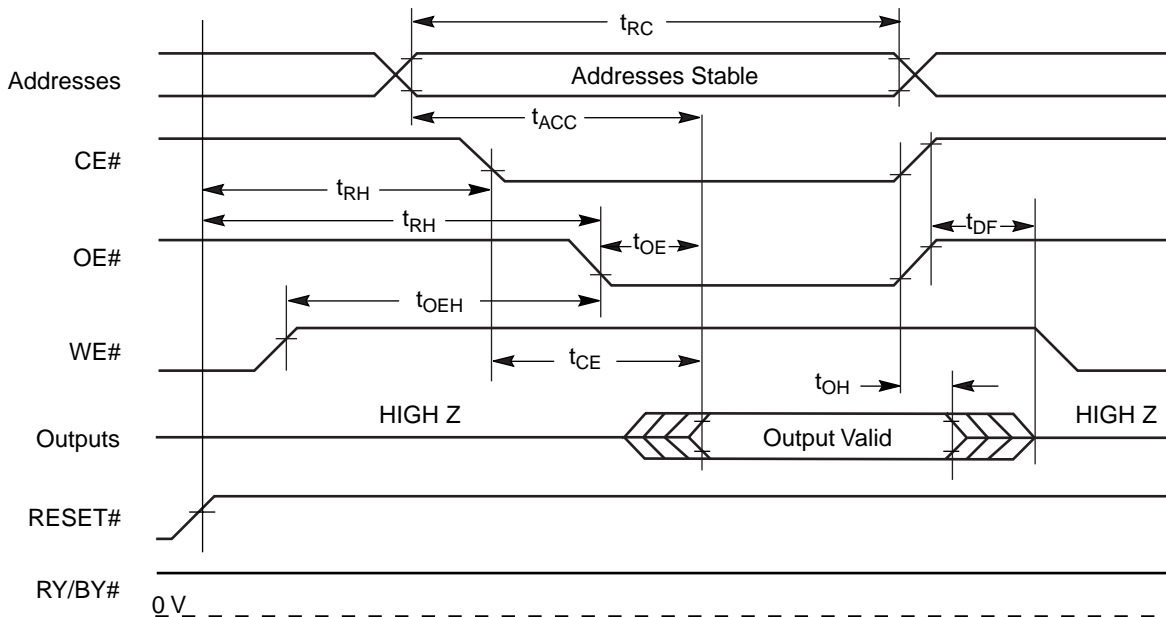 tRC
Addresses
Addresses Stable
tACC
CE#
tRH
tRH
tDF
OE#
tOE
tOEH
WE#
tCE
tOH
HIGH Z
HIGH Z
Outputs
Output Valid
RESET#
RY/BY#
0 V